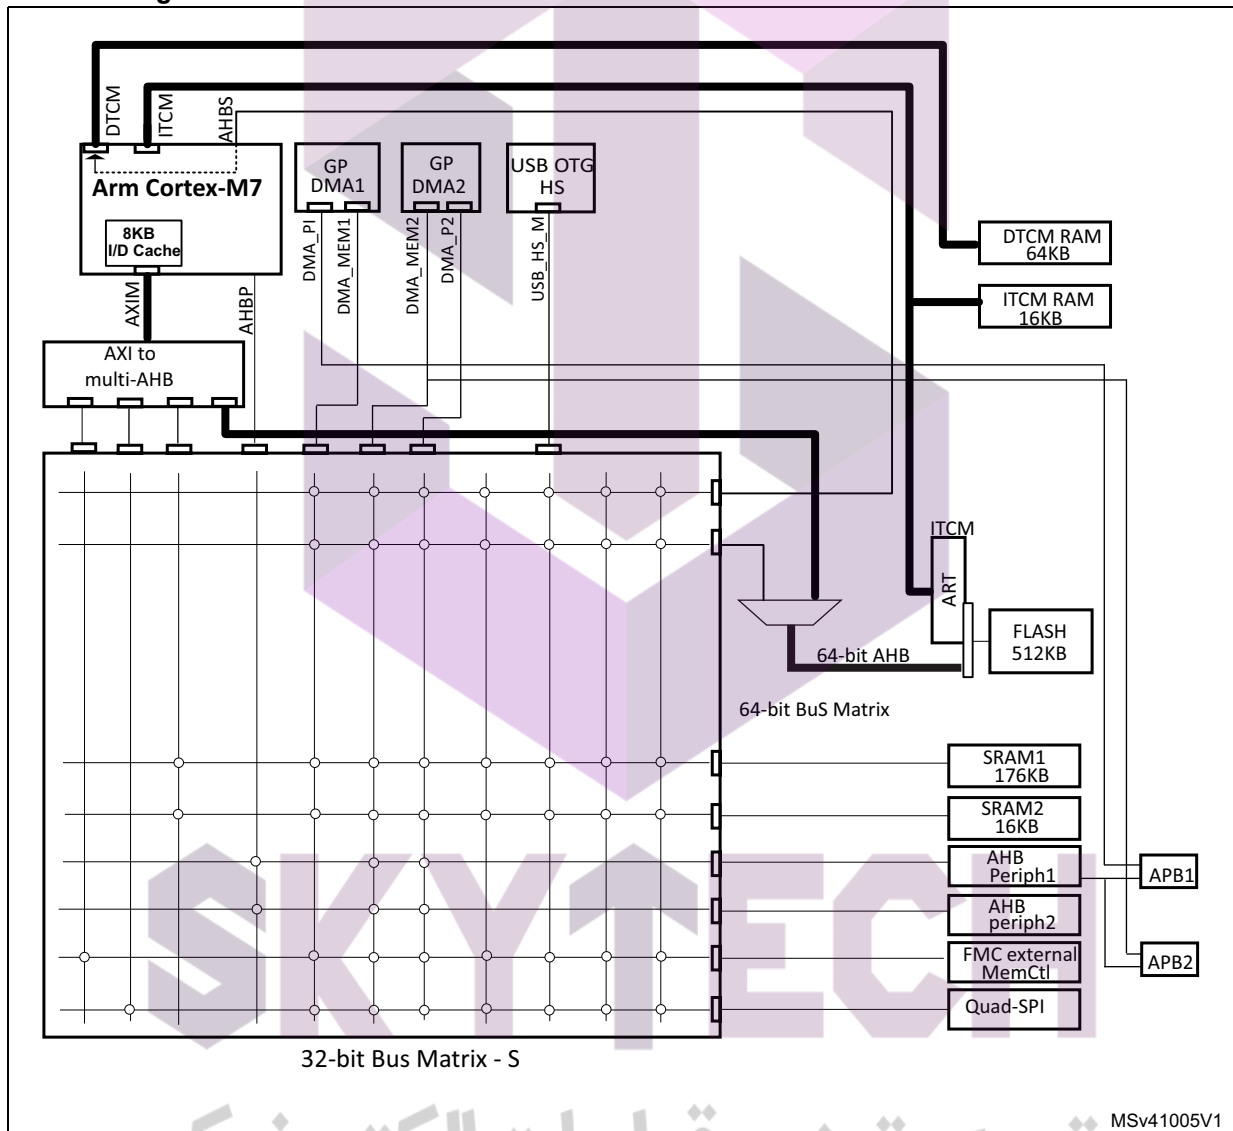 DTCM
ITCM
AHBS
Arm Cortex-M7
8KB
I/D Cache
GP
DMA1
GP
DMA2
USB OTG
HS
DMA_PI
DMA_MEM1
DMA_MEM2
DMA_P2
USB_HS_M
AXIM
AHBP
DTCM RAM
64KB
ITCM RAM
16KB
AXI to
multi-AHB
ITCM
ART
FLASH
512KB
64-bit AHB
64-bit BuS Matrix
SRAM1
176KB
SRAM2
16KB
AHB
Periph1
APB1
AHB
periph2
FMC external
MemCtl
APB2
Quad-SPI
SKYTECH
32-bit Bus Matrix - S
MSv41005V1